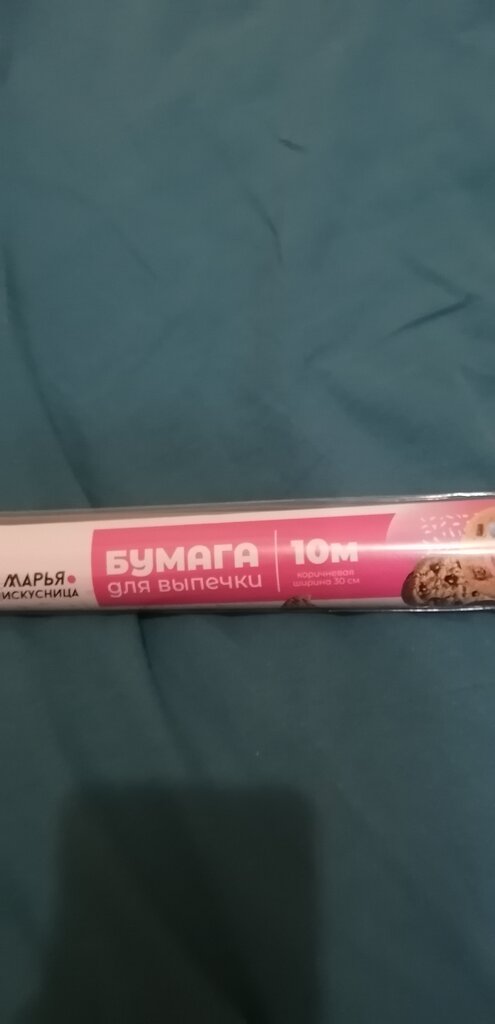 МАРЬЯ
ИСКУСНИЦА
БУМАГА
для выпечки
10м
коричневая
ширина 30 см